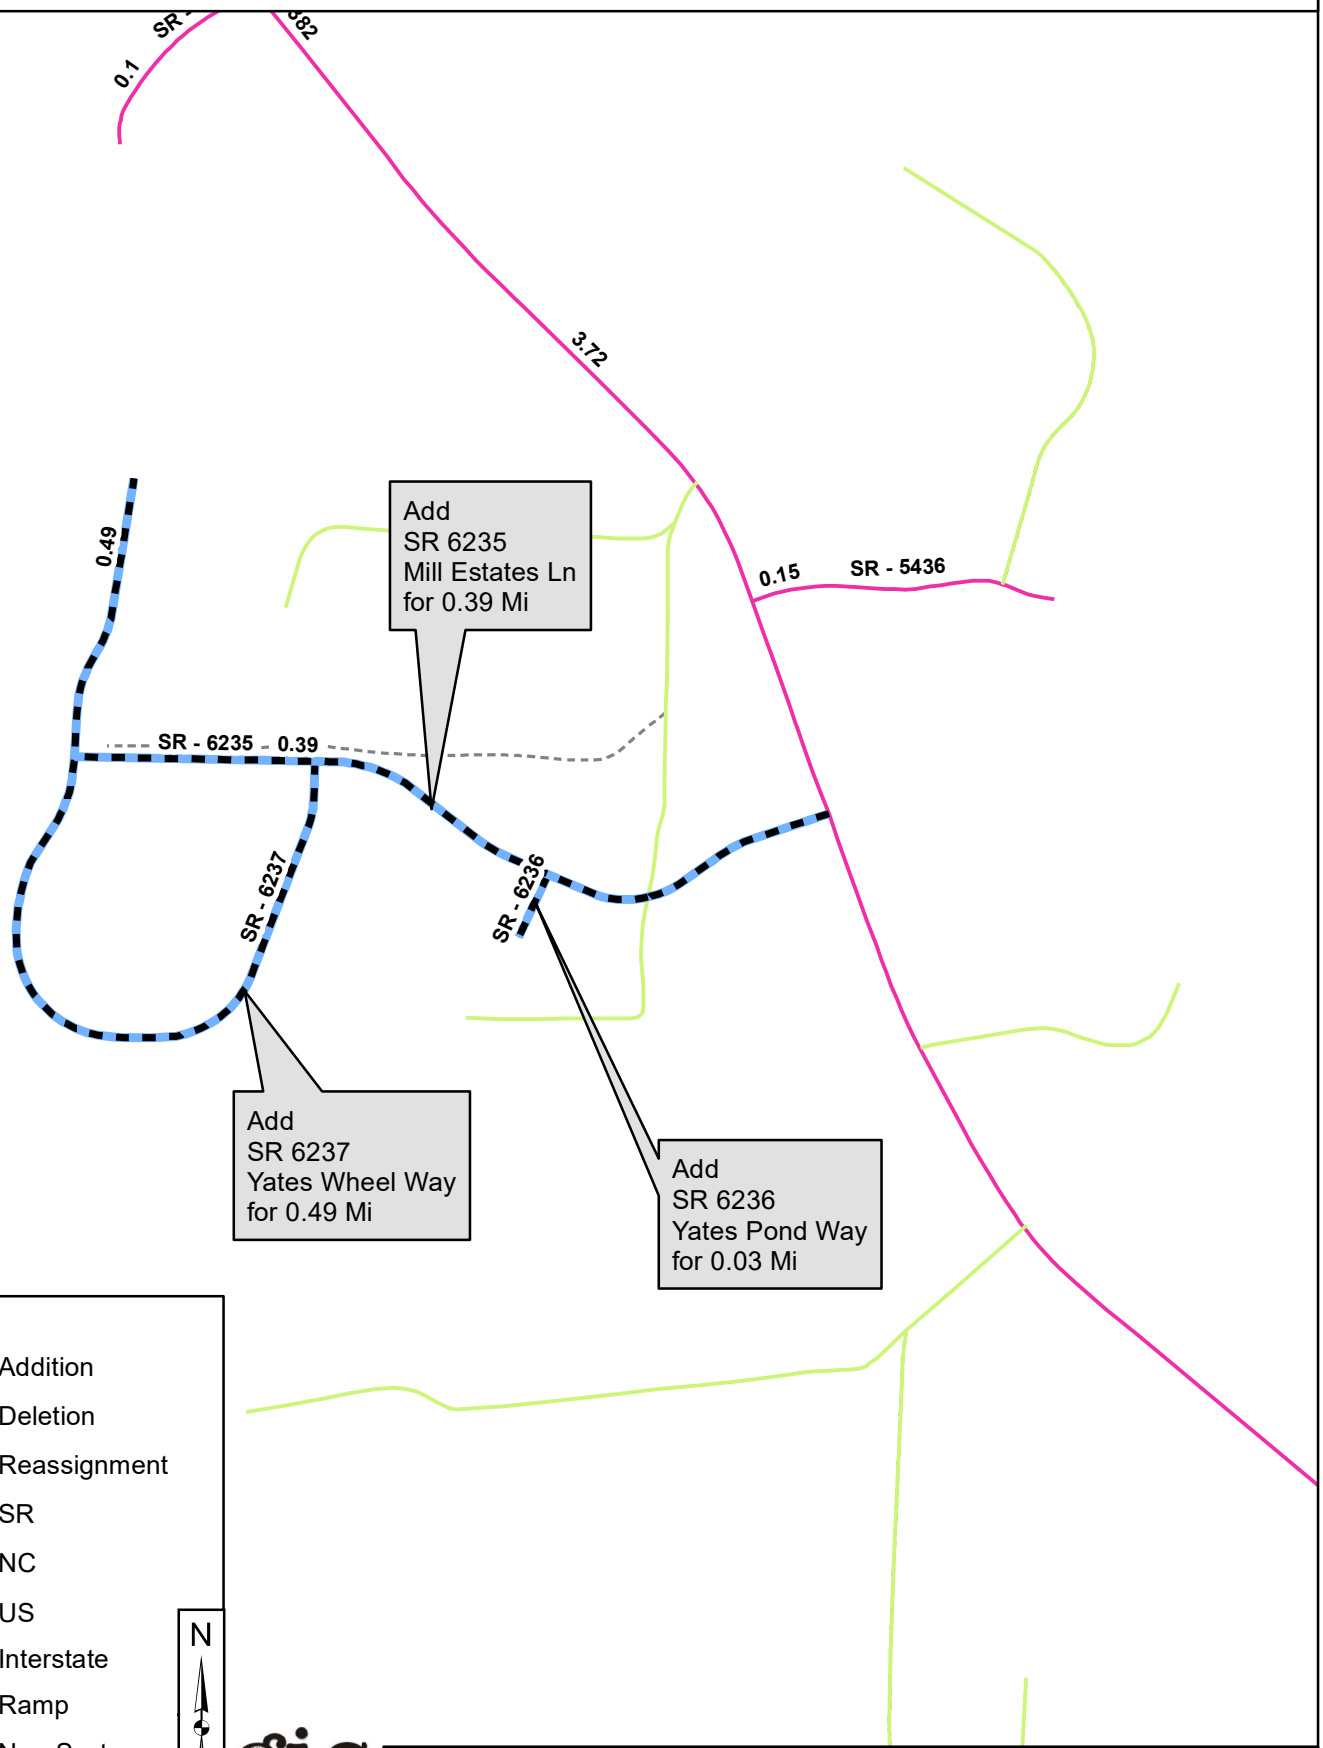 SR -
382
0.1
3.72
0.49
Add
SR 6235
Mill Estates Ln
for 0.39 Mi
0.15 SR - 5436
SR - 6235 0.39
SR - 6237
SR - 6236
Add
SR 6237
Yates Wheel Way
for 0.49 Mi
Add
SR 6236
Yates Pond Way
for 0.03 Mi
Addition
Deletion
Reassignment
SR
NC
US
Interstate
Ramp
N